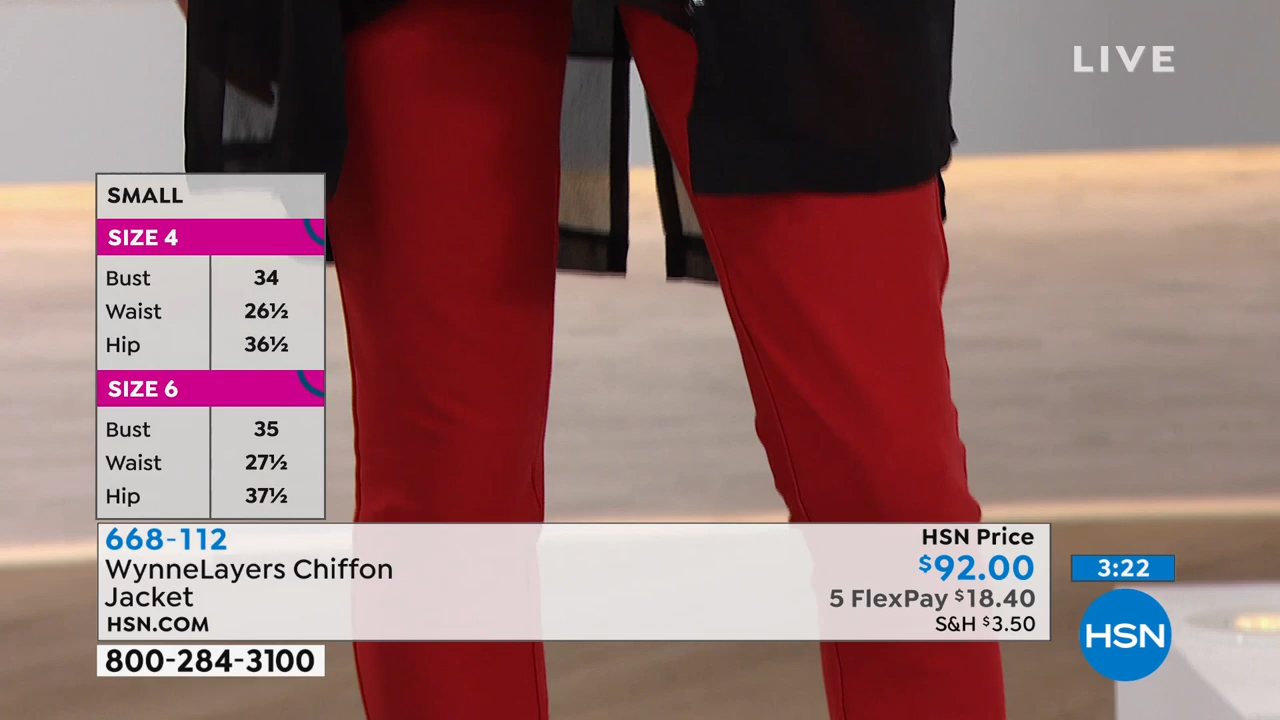 LIVE
SMALL
SIZE 4
Bust 34
Waist 26½
Hip 36½
SIZE 6
Bust 35
Waist 27½
Hip 37½
668-112
WynneLayers Chiffon
Jacket
HSN.COM
HSN Price
$92.00
5 FlexPay $18.40
S&H $3.50
800-284-3100
3:22
HSN